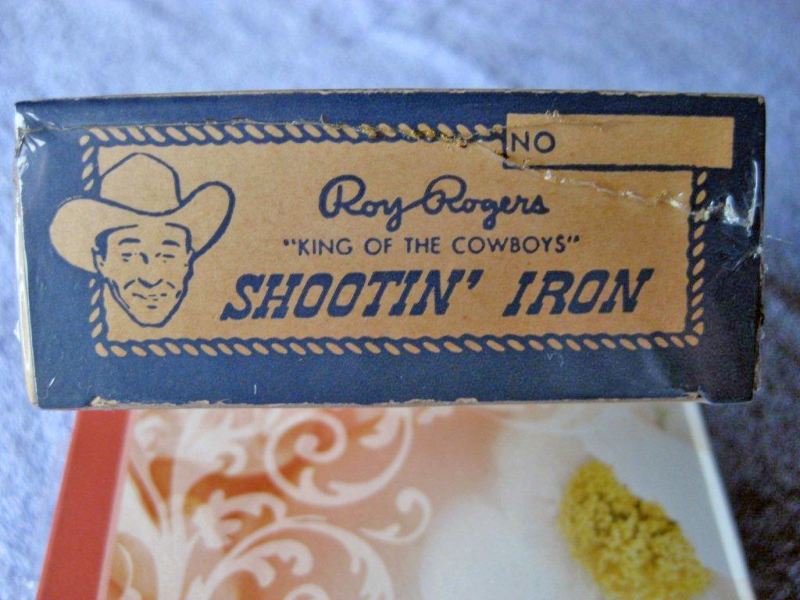 NO
Roy Rogers
"KING OF THE COWBOYS"
SHOOTIN' IRON